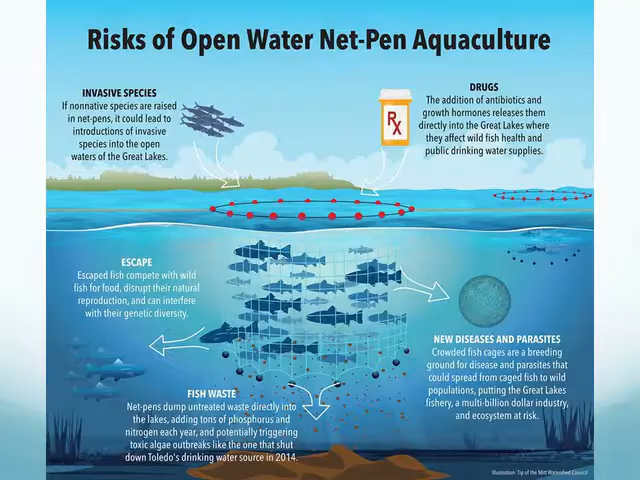 Risks of Open Water Net-Pen Aquaculture
INVASIVE SPECIES
If nonnative species are raised
in net-pens, it could lead to
introductions of invasive
species into the open
waters of the Great Lakes.
RX
DRUGS
The addition of antibiotics and
growth hormones releases them
directly into the Great Lakes where
they affect wild fish health and
public drinking water supplies.
ESCAPE
Escaped fish compete with wild
fish for food, disrupt their natural
reproduction, and can interfere
with their genetic diversity.
NEW DISEASES AND PARASITES
Crowded fish cages are a breeding
ground for disease and parasites that
could spread from caged fish to wild
populations, putting the Great Lakes
fishery, a multi-billion dollar industry,
and ecosystem at risk.
FISH WASTE
Net-pens dump untreated waste directly into
the lakes, adding tons of phosphorus and
nitrogen each year, and potentially triggering
toxic algae outbreaks like the one that shut
down Toledo's drinking water source in 2014.
Illustration: Tip of the Mitt Watershed Council